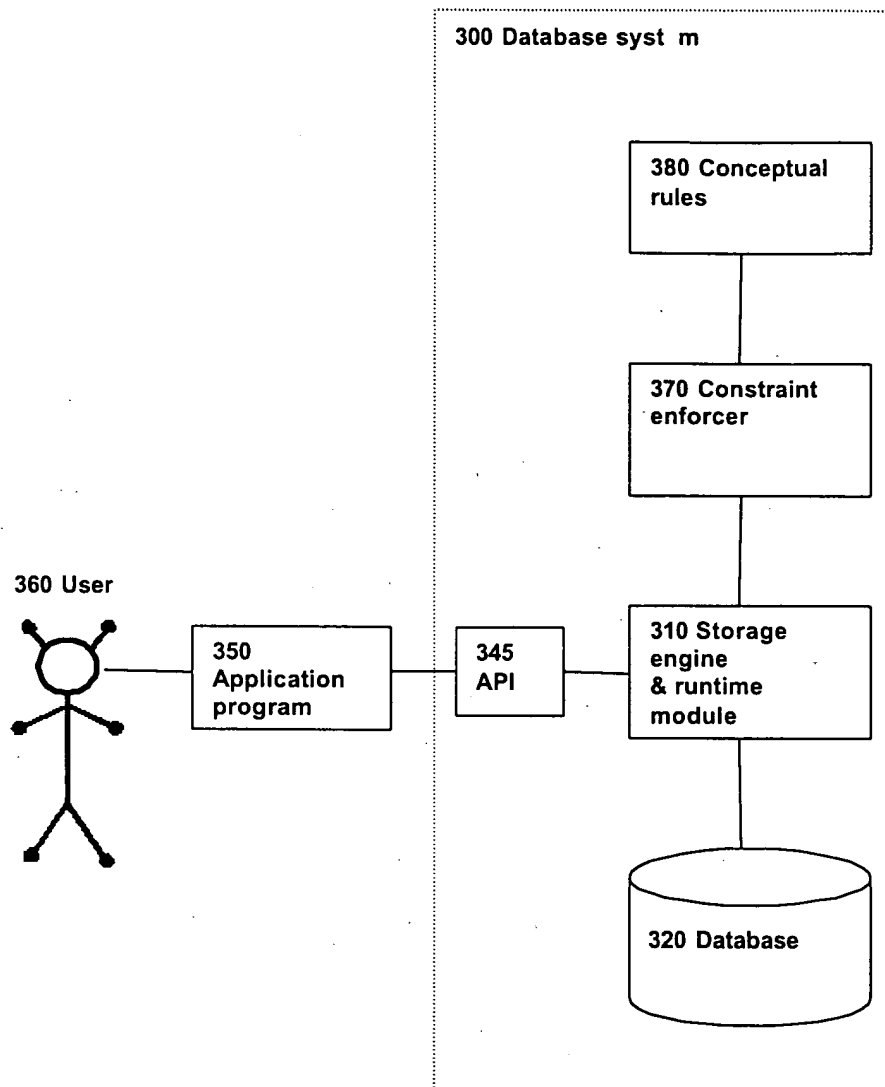 300 Database syst m
380 Conceptual
rules
370 Constraint
enforcer
360 User
350
Application
program
345
API
310 Storage
engine
& runtime
module
320 Database